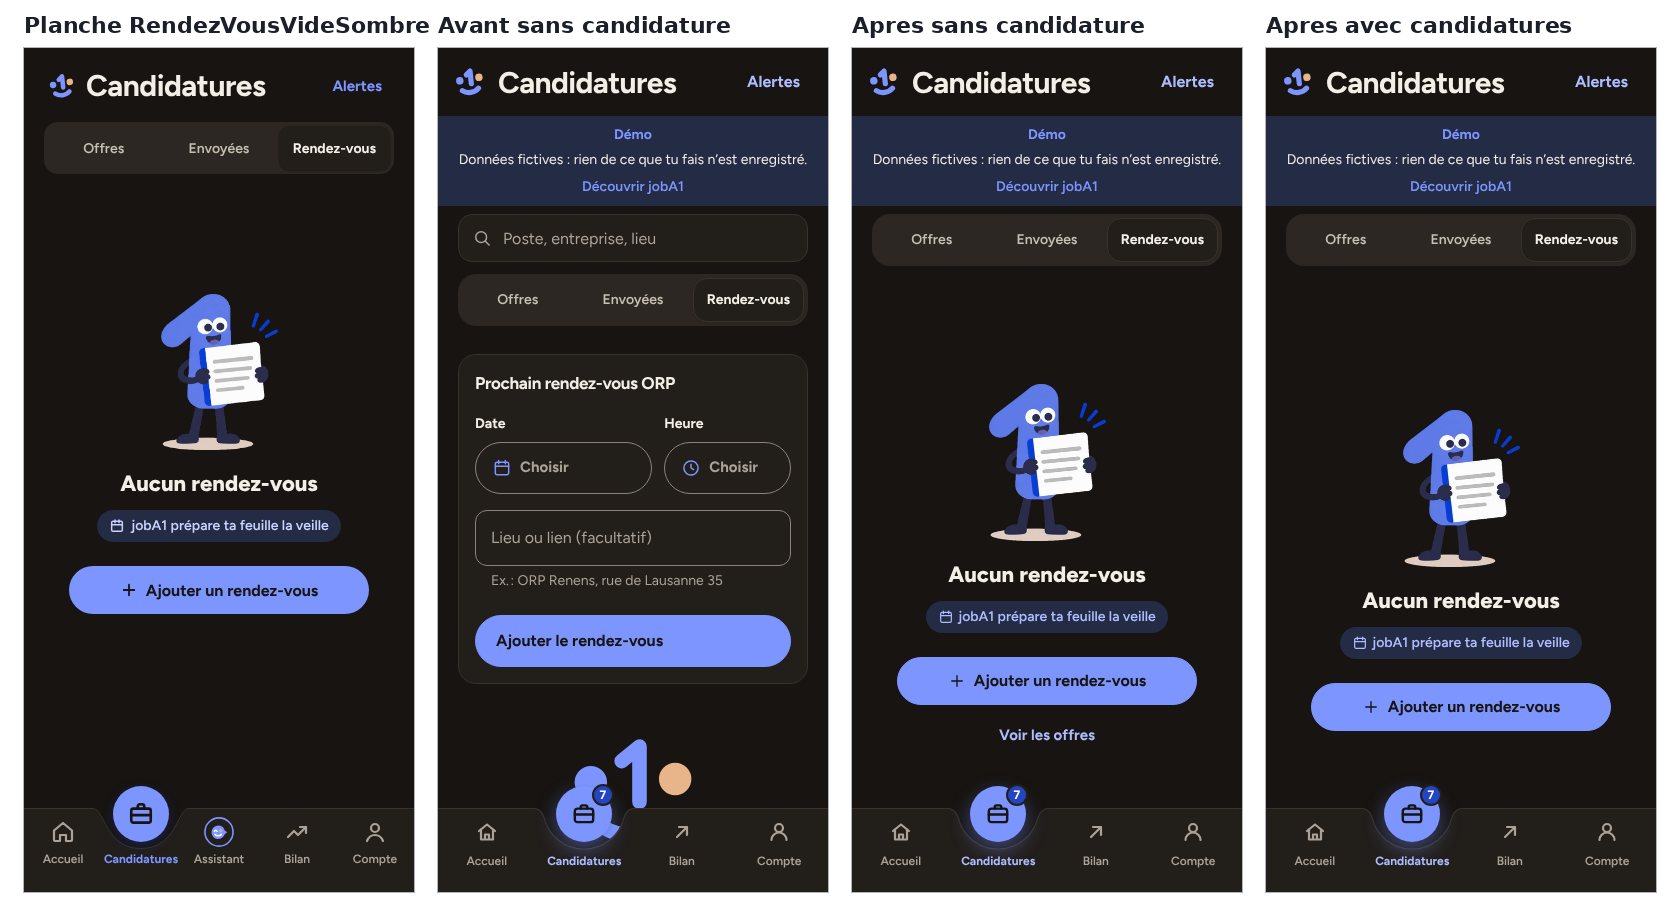 Planche RendezVousVideSombre
Candidatures
Alertes
Offres
Envoyées
Rendez-vous
Aucun rendez-vous
jobA1 prépare ta feuille la veille
+ Ajouter un rendez-vous
Accueil
Candidatures
Assistant
Bilan
Compte
Avant sans candidature
Candidatures
Alertes
Démo
Données fictives : rien de ce que tu fais n’est enregistré.
Découvrir jobA1
Poste, entreprise, lieu
Offres
Envoyées
Rendez-vous
Prochain rendez-vous ORP
Date
Heure
Choisir
Choisir
Lieu ou lien (facultatif)
Ex. : ORP Renens, rue de Lausanne 35
Ajouter le rendez-vous
7
Accueil
Candidatures
Bilan
Compte
Apres sans candidature
Candidatures
Alertes
Démo
Données fictives : rien de ce que tu fais n’est enregistré.
Découvrir jobA1
Offres
Envoyées
Rendez-vous
Aucun rendez-vous
jobA1 prépare ta feuille la veille
+ Ajouter un rendez-vous
Voir les offres
7
Accueil
Candidatures
Bilan
Compte
Apres avec candidatures
Candidatures
Alertes
Démo
Données fictives : rien de ce que tu fais n’est enregistré.
Découvrir jobA1
Offres
Envoyées
Rendez-vous
Aucun rendez-vous
jobA1 prépare ta feuille la veille
+ Ajouter un rendez-vous
7
Accueil
Candidatures
Bilan
Compte